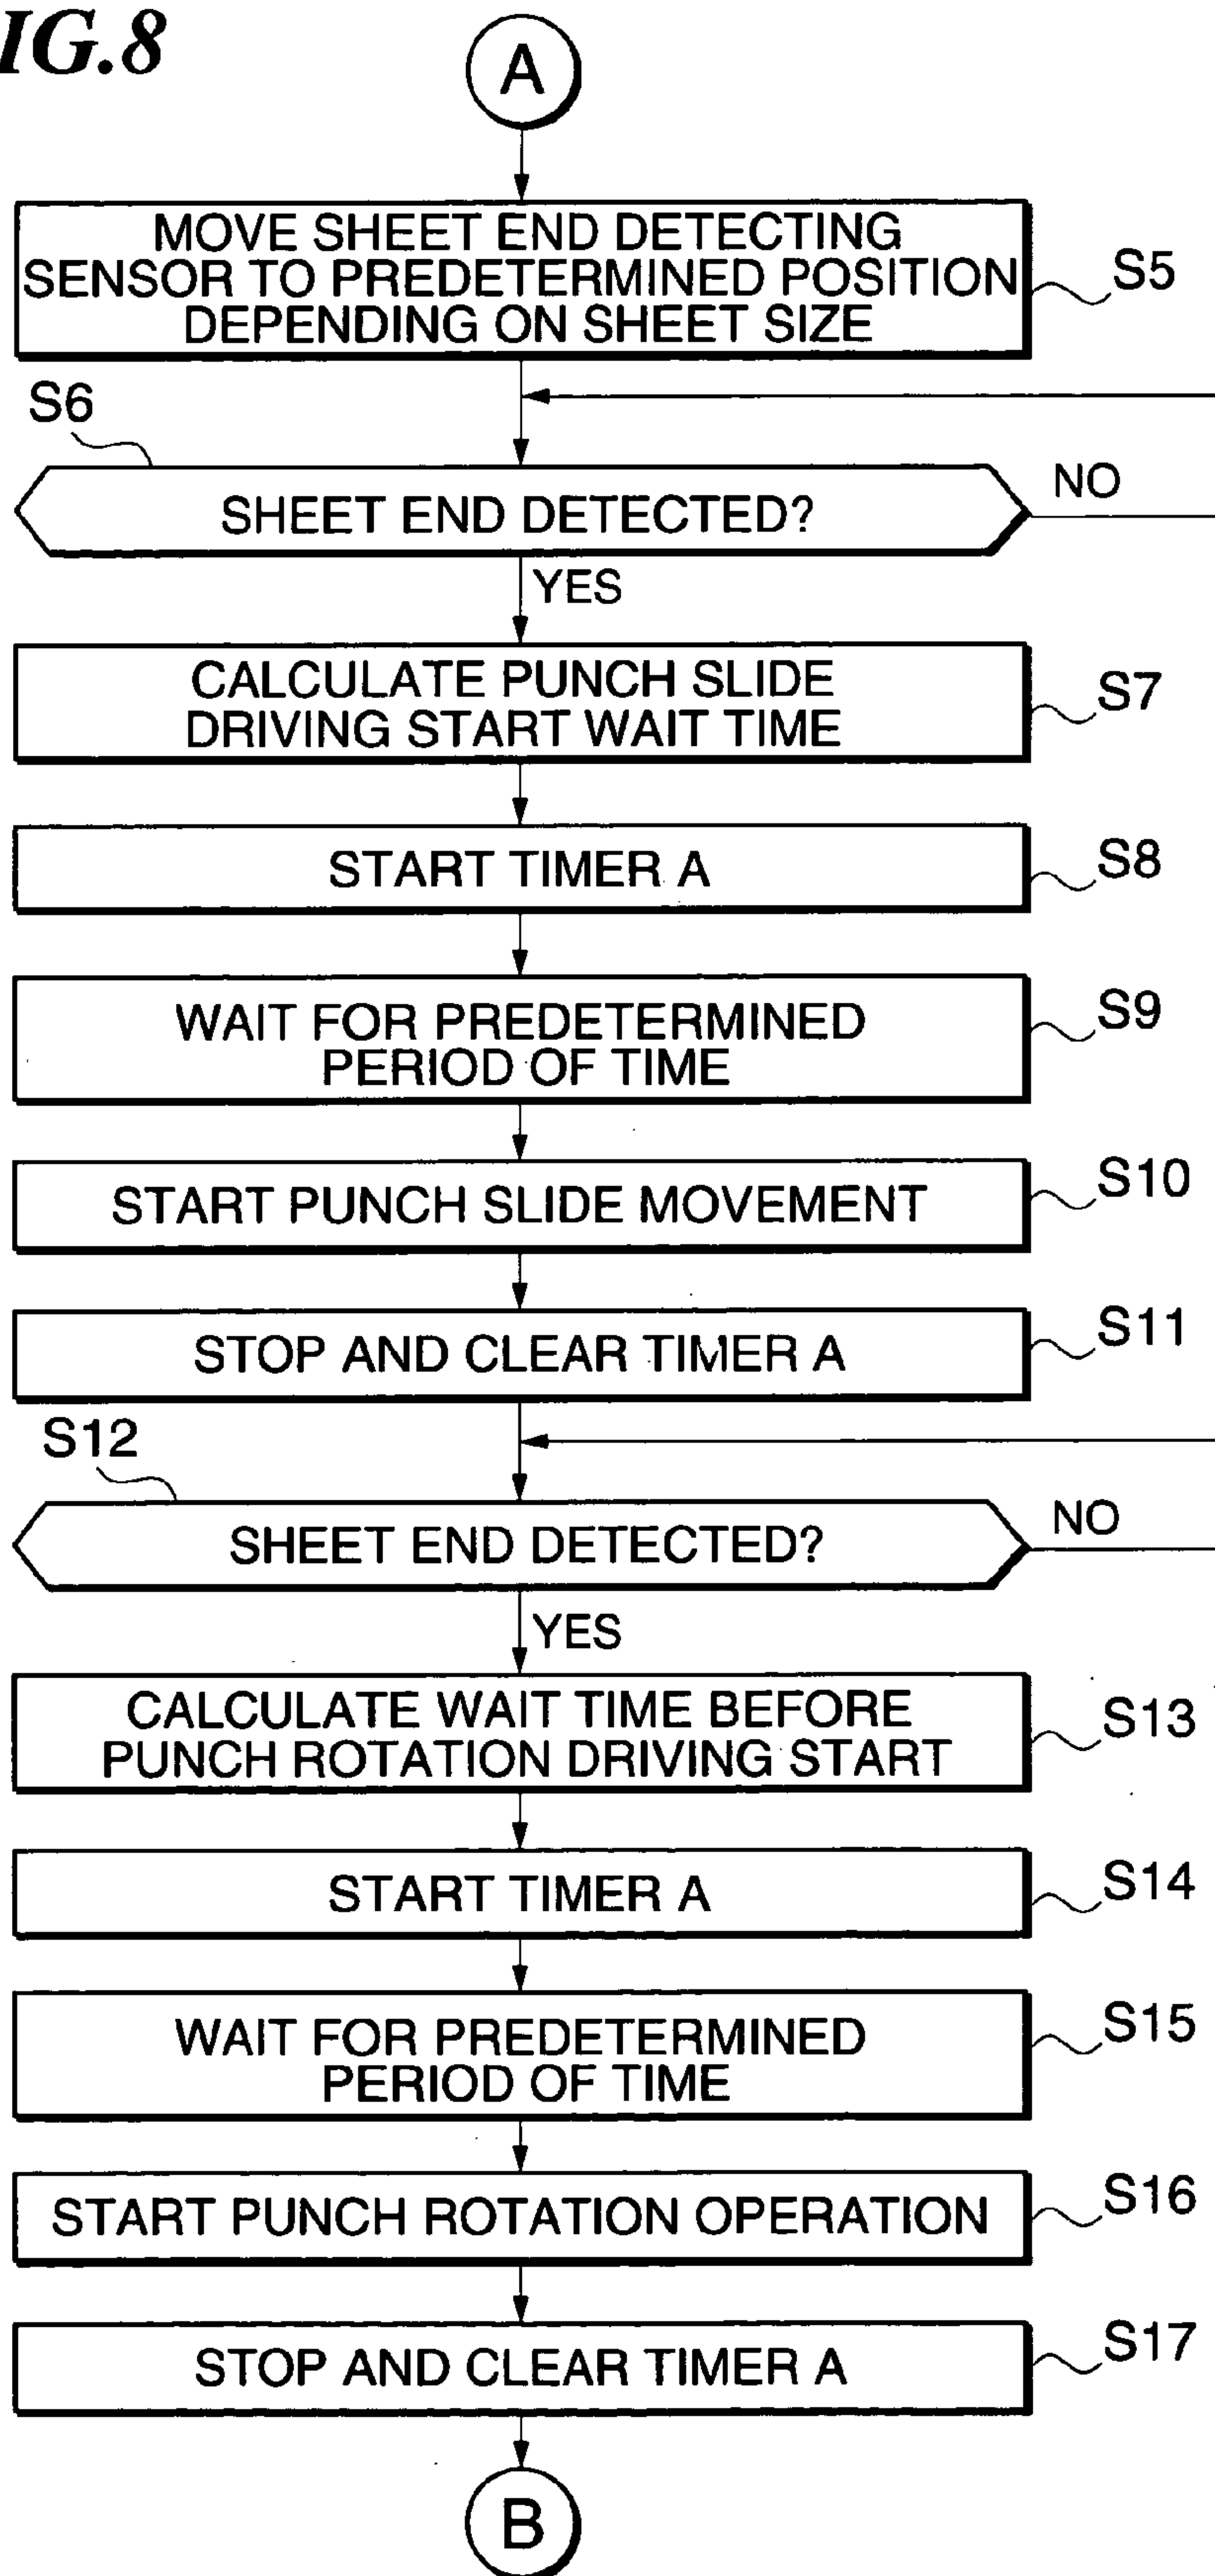 IG.8
A
MOVE SHEET END DETECTING
SENSOR TO PREDETERMINED POSITION
DEPENDING ON SHEET SIZE
S5
S6
SHEET END DETECTED?
NO
YES
CALCULATE PUNCH SLIDE
DRIVING START WAIT TIME
S7
START TIMER A
S8
WAIT FOR PREDETERMINED
PERIOD OF TIME
S9
START PUNCH SLIDE MOVEMENT
S10
STOP AND CLEAR TIMER A
S11
S12
SHEET END DETECTED?
NO
YES
CALCULATE WAIT TIME BEFORE
PUNCH ROTATION DRIVING START
S13
START TIMER A
S14
WAIT FOR PREDETERMINED
PERIOD OF TIME
S15
START PUNCH ROTATION OPERATION
S16
STOP AND CLEAR TIMER A
S17
B